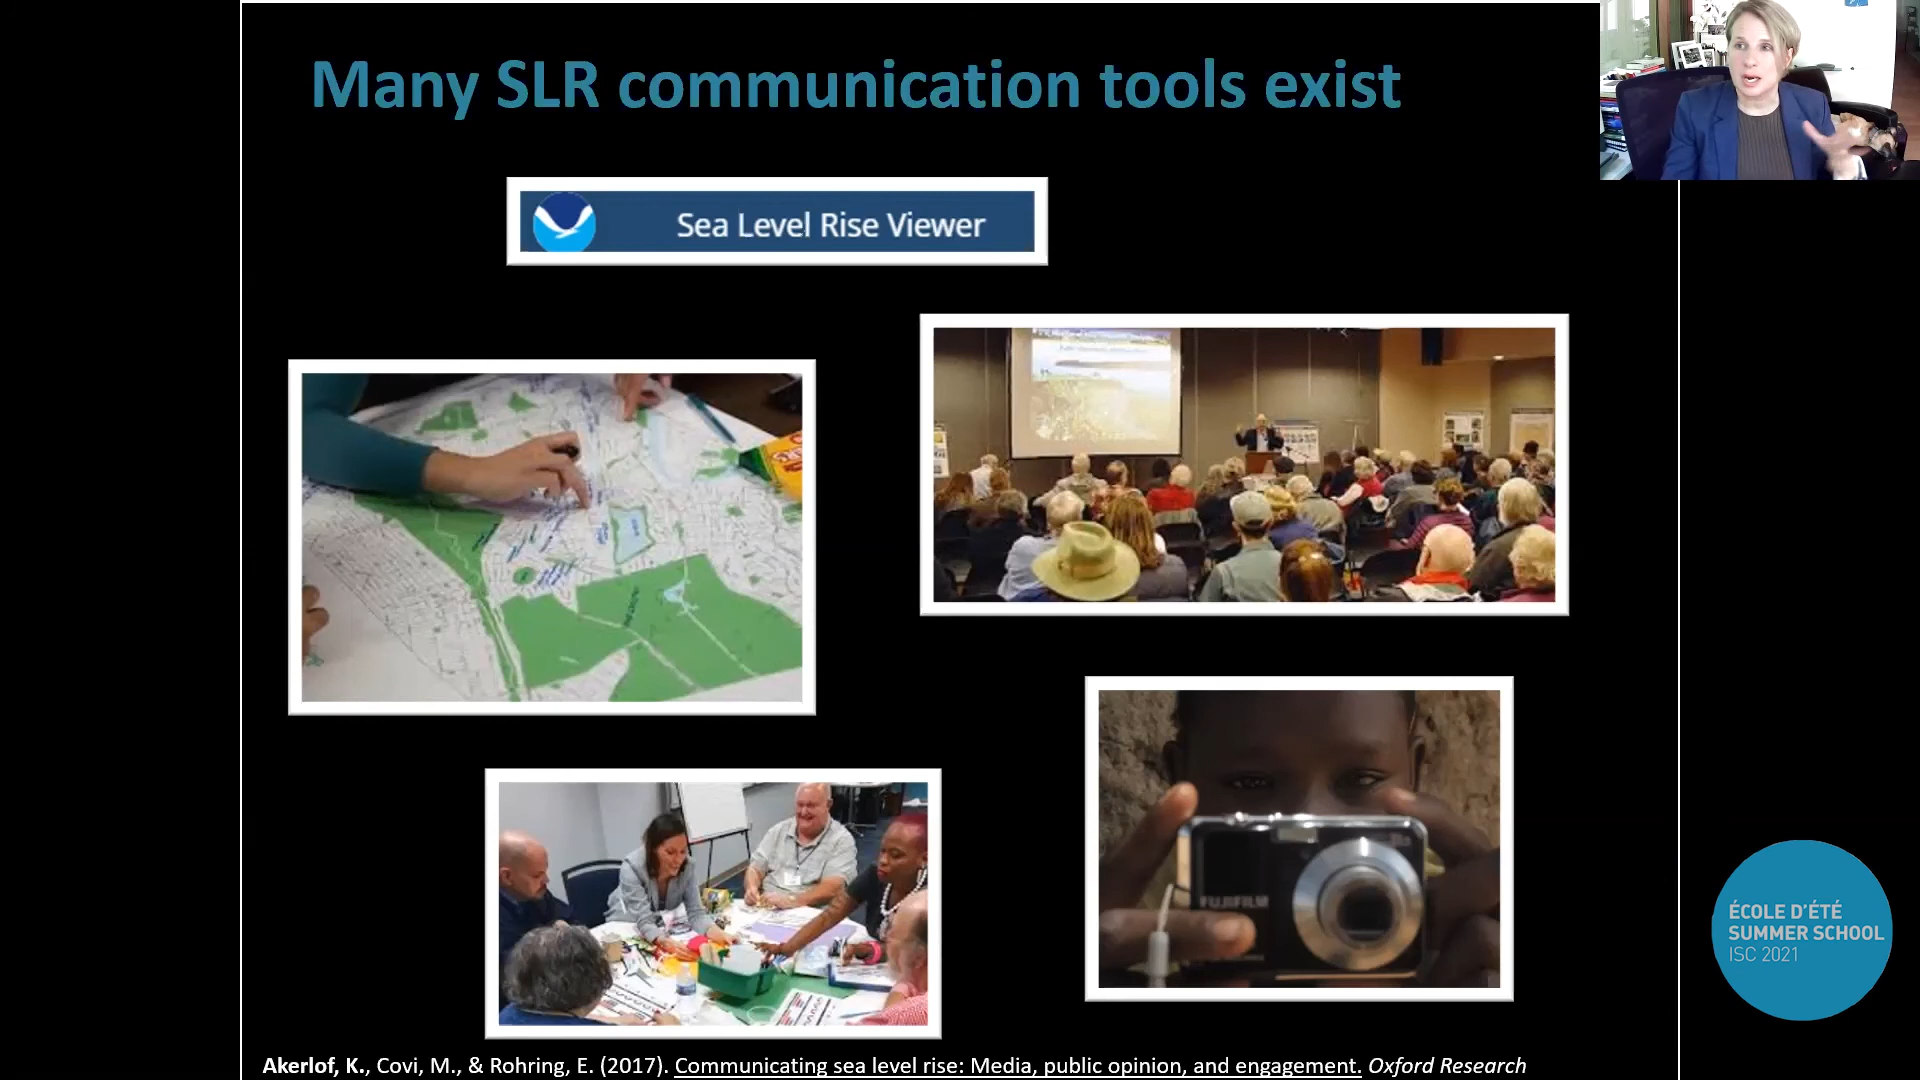 Many SLR communication tools exist
Sea Level Rise Viewer
FUJIFILM
ÉCOLE D'ÉTÉ
SUMMER SCHOOL
ISC 2021
Akerlof, K., Covi, M., & Rohring, E. (2017). Communicating sea level rise: Media, public opinion, and engagement. Oxford Research